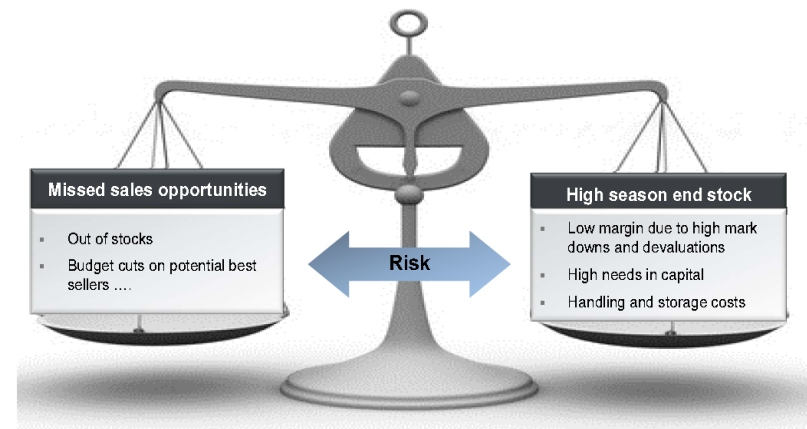 Missed sales opportunities
▪ Out of stocks
▪ Budget cuts on potential best
sellers ....
Risk
High season end stock
▪ Low margin due to high mark
downs and devaluations
▪ High needs in capital
▪ Handling and storage costs